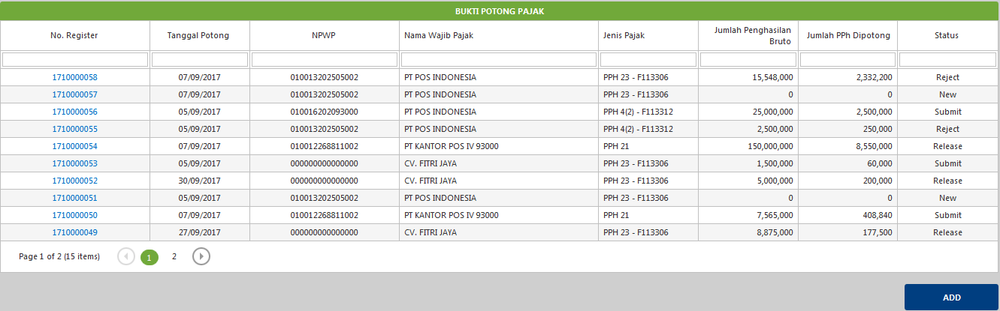 BUKTI POTONG PAJAK
No. Register Tanggal Potong NPWP Nama Wajib Pajak Jenis Pajak Jumlah Penghasilan Bruto Jumlah PPh Dipotong Status
1710000058 07/09/2017 010013202505002 PT POS INDONESIA PPH 23 - F113306 15,548,000 2,332,200 Reject
1710000057 07/09/2017 010013202505002 PT POS INDONESIA PPH 23 - F113306 0 0 New
1710000056 05/09/2017 010016202093000 PT POS INDONESIA PPH 4(2) - F113312 25,000,000 2,500,000 Submit
1710000055 05/09/2017 010013202505002 PT POS INDONESIA PPH 4(2) - F113312 2,500,000 250,000 Reject
1710000054 07/09/2017 010012268811002 PT KANTOR POS IV 93000 PPH 21 150,000,000 8,550,000 Release
1710000053 05/09/2017 000000000000000 CV. FITRI JAYA PPH 23 - F113306 1,500,000 60,000 Submit
1710000052 30/09/2017 000000000000000 CV. FITRI JAYA PPH 23 - F113306 5,000,000 200,000 Release
1710000051 05/09/2017 010013202505002 PT POS INDONESIA PPH 23 - F113306 0 0 New
1710000050 07/09/2017 010012268811002 PT KANTOR POS IV 93000 PPH 21 7,565,000 408,840 Submit
1710000049 27/09/2017 000000000000000 CV. FITRI JAYA PPH 23 - F113306 8,875,000 177,500 Release
Page 1 of 2 (15 items) 1 2
ADD